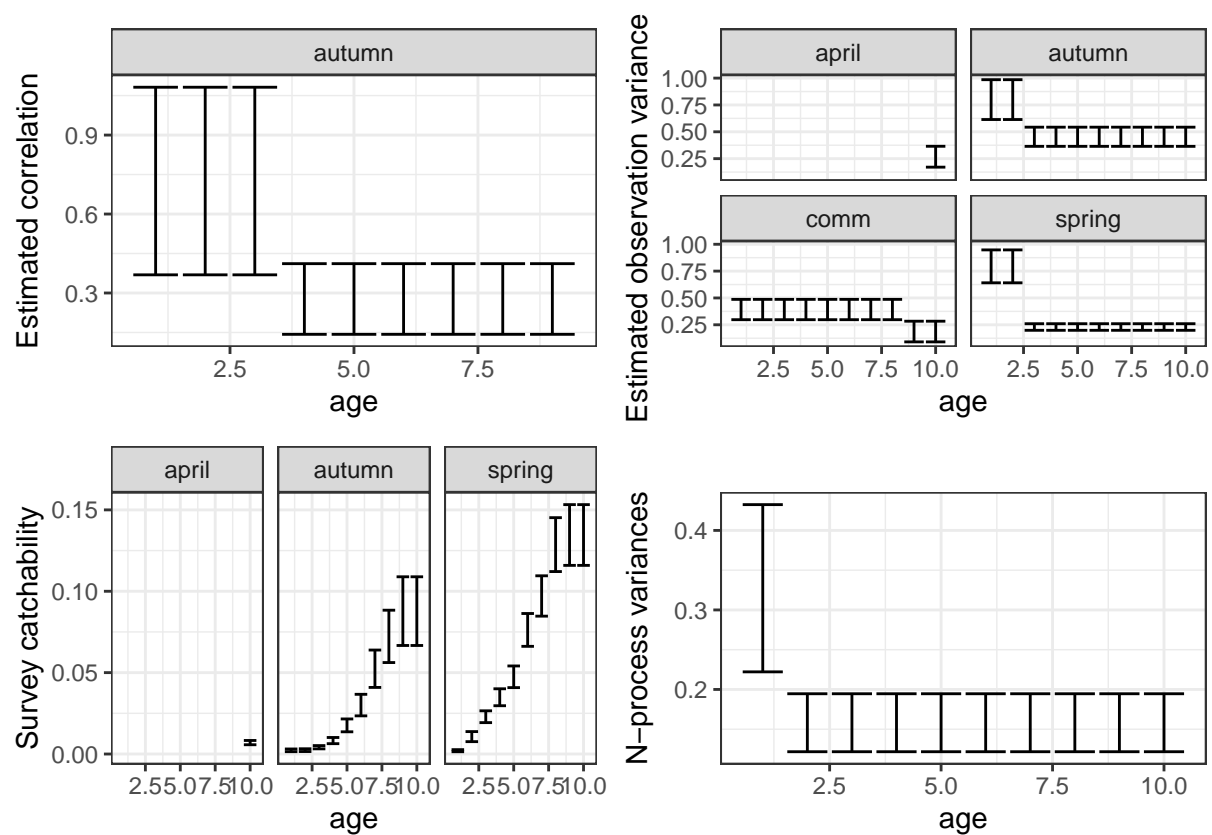 autumn
Estimated correlation
0.9
0.6
0.3
2.5 5.0 7.5
age
april autumn
comm spring
Estimated observation variance
1.00
0.75
0.50
0.25
1.00
0.75
0.50
0.25
2.5 5.0 7.5 10.0 2.5 5.0 7.5 10.0
age
april autumn spring
Survey catchability
0.15
0.10
0.05
0.00
2.55.07.510.0 2.55.07.510.0 2.55.07.510.0
age
N−process variances
0.4
0.3
0.2
2.5 5.0 7.5 10.0
age